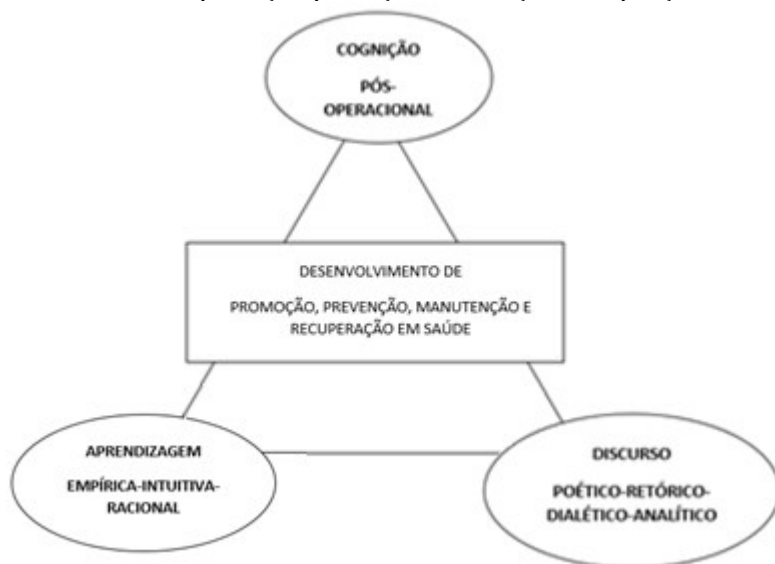 COGNIÇÃO
PÓS-
OPERACIONAL
DESENVOLVIMENTO DE
PROMOÇÃO, PREVENÇÃO, MANUTENÇÃO E
RECUPERAÇÃO EM SAÚDE
APRENDIZAGEM
EMPÍRICA-INTUITIVA-
RACIONAL
DISCURSO
POÉTICO-RETÓRICO-
DIALÉTICO-ANALÍTICO